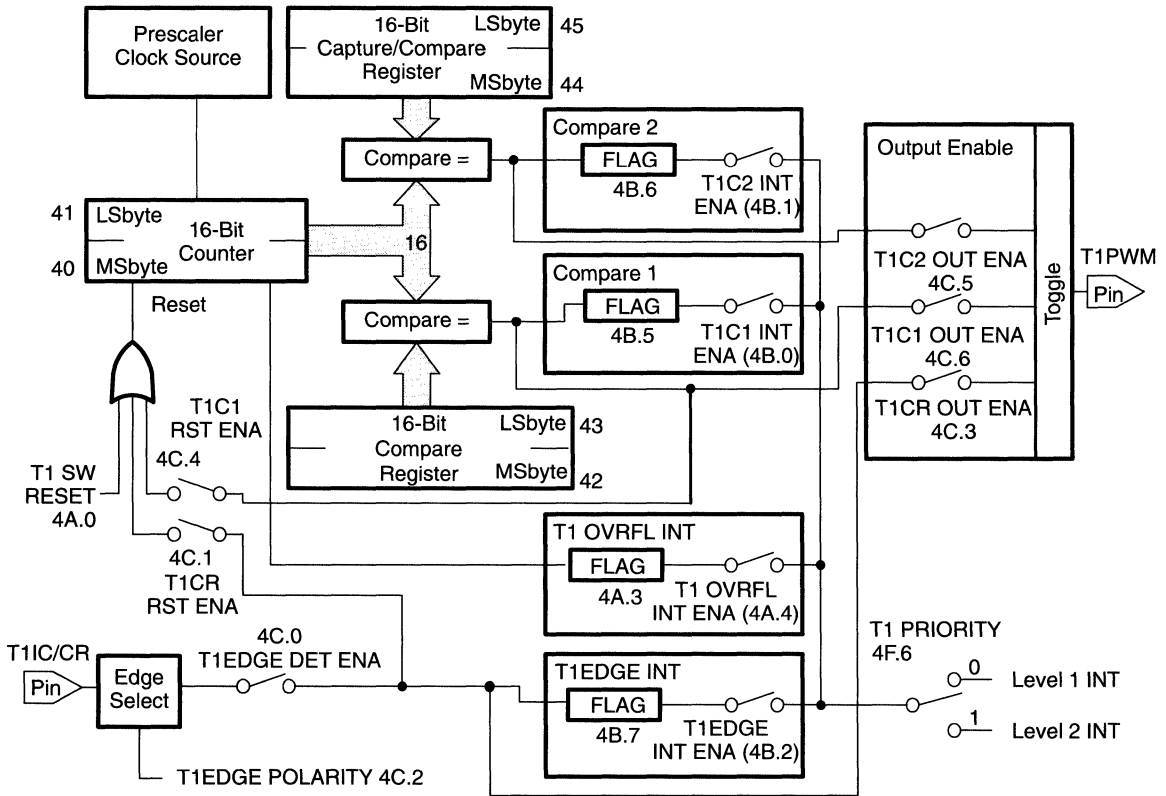 Prescaler
Clock Source
16-Bit
Capture/Compare
Register
LSbyte
MSbyte
45
44
Compare =
Compare 2
FLAG
4B.6
T1C2 INT
ENA (4B.1)
Output Enable
T1C2 OUT ENA
4C.5
T1C1 OUT ENA
4C.6
T1CR OUT ENA
4C.3
Toggle
T1PWM
Pin
41
40
LSbyte
MSbyte
16-Bit
Counter
16
Reset
Compare =
Compare 1
FLAG
4B.5
T1C1 INT
ENA (4B.0)
16-Bit
Compare
Register
LSbyte
MSbyte
43
42
T1C1
RST ENA
4C.4
T1 SW
RESET
4A.0
4C.1
T1CR
RST ENA
T1 OVRFL INT
FLAG
4A.3
T1 OVRFL
INT ENA (4A.4)
T1IC/CR
Pin
Edge
Select
4C.0
T1EDGE DET ENA
T1EDGE POLARITY 4C.2
T1EDGE INT
FLAG
4B.7
T1EDGE
INT ENA (4B.2)
T1 PRIORITY
4F.6
0
Level 1 INT
1
Level 2 INT